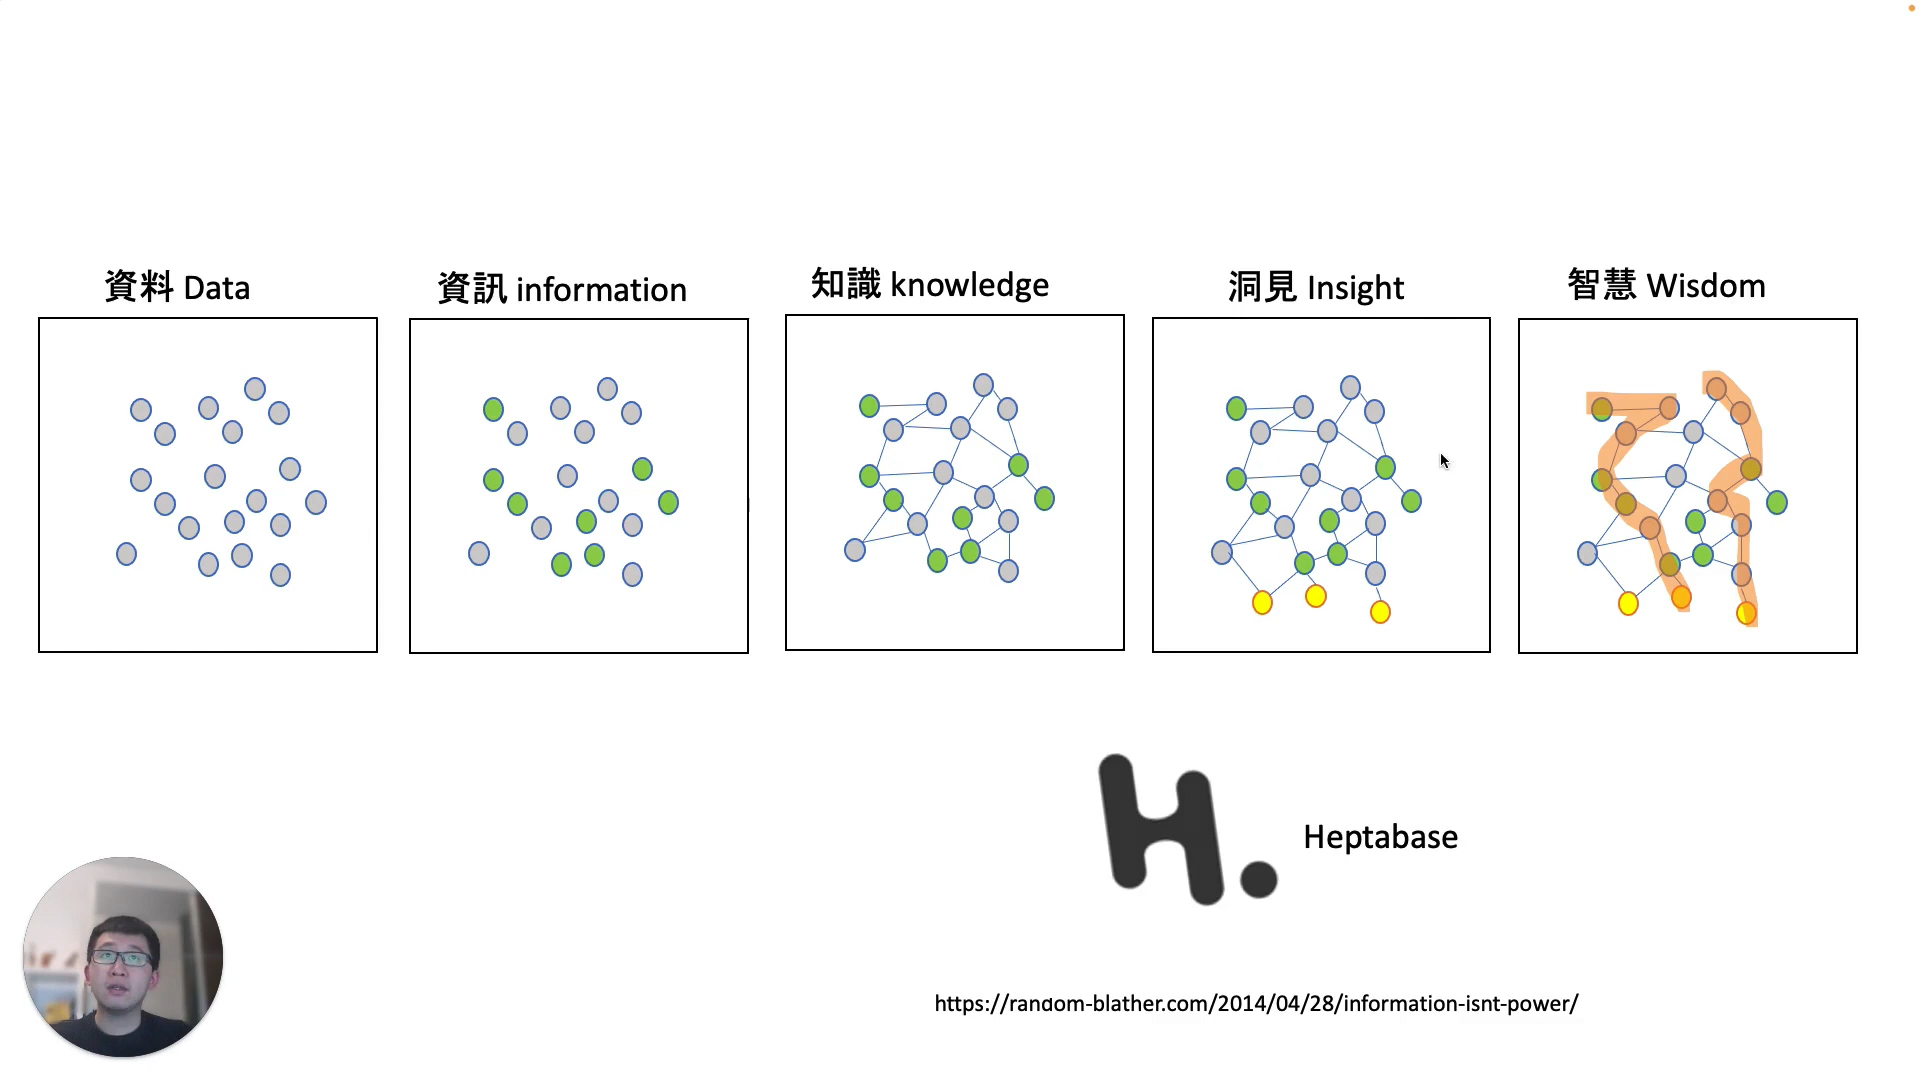 資料 Data
資訊 information
知識 knowledge
洞見 Insight
智慧 Wisdom
H.
Heptabase
https://random-blather.com/2014/04/28/information-isnt-power/